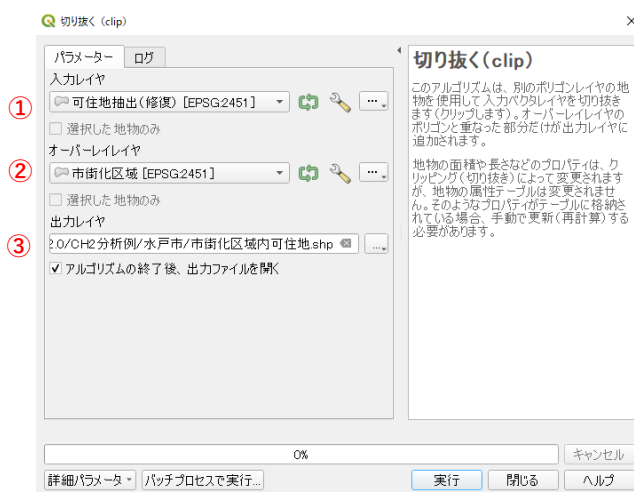 切り抜く (clip)
パラメーター ログ
入力レイヤ
① 可住地抽出(修復) [EPSG:2451]
選択した地物のみ
オーバーレイレイヤ
② 市街化区域 [EPSG:2451]
選択した地物のみ
出力レイヤ
③ 2.0/CH2分析例/水戸市/市街化区域内可住地.shp
アルゴリズムの終了後、出力ファイルを開く
切り抜く(clip)
このアルゴリズムは、別のポリゴンレイヤの地
物を使用して入力ベクタレイヤを切り抜き
ます(クリップします)。オーバーレイレイヤの
ポリゴンと重なった部分だけが出力レイヤに
追加されます。
地物の面積や長さなどのプロパティは、ク
リッピング(切り抜き)によって変更されます
が、地物の属性テーブルは変更されませ
ん。そのようなプロパティがテーブルに格納さ
れている場合、手動で更新(再計算)する
必要があります。
0%
キャンセル
詳細パラメータ バッチプロセスで実行... 実行 閉じる ヘルプ